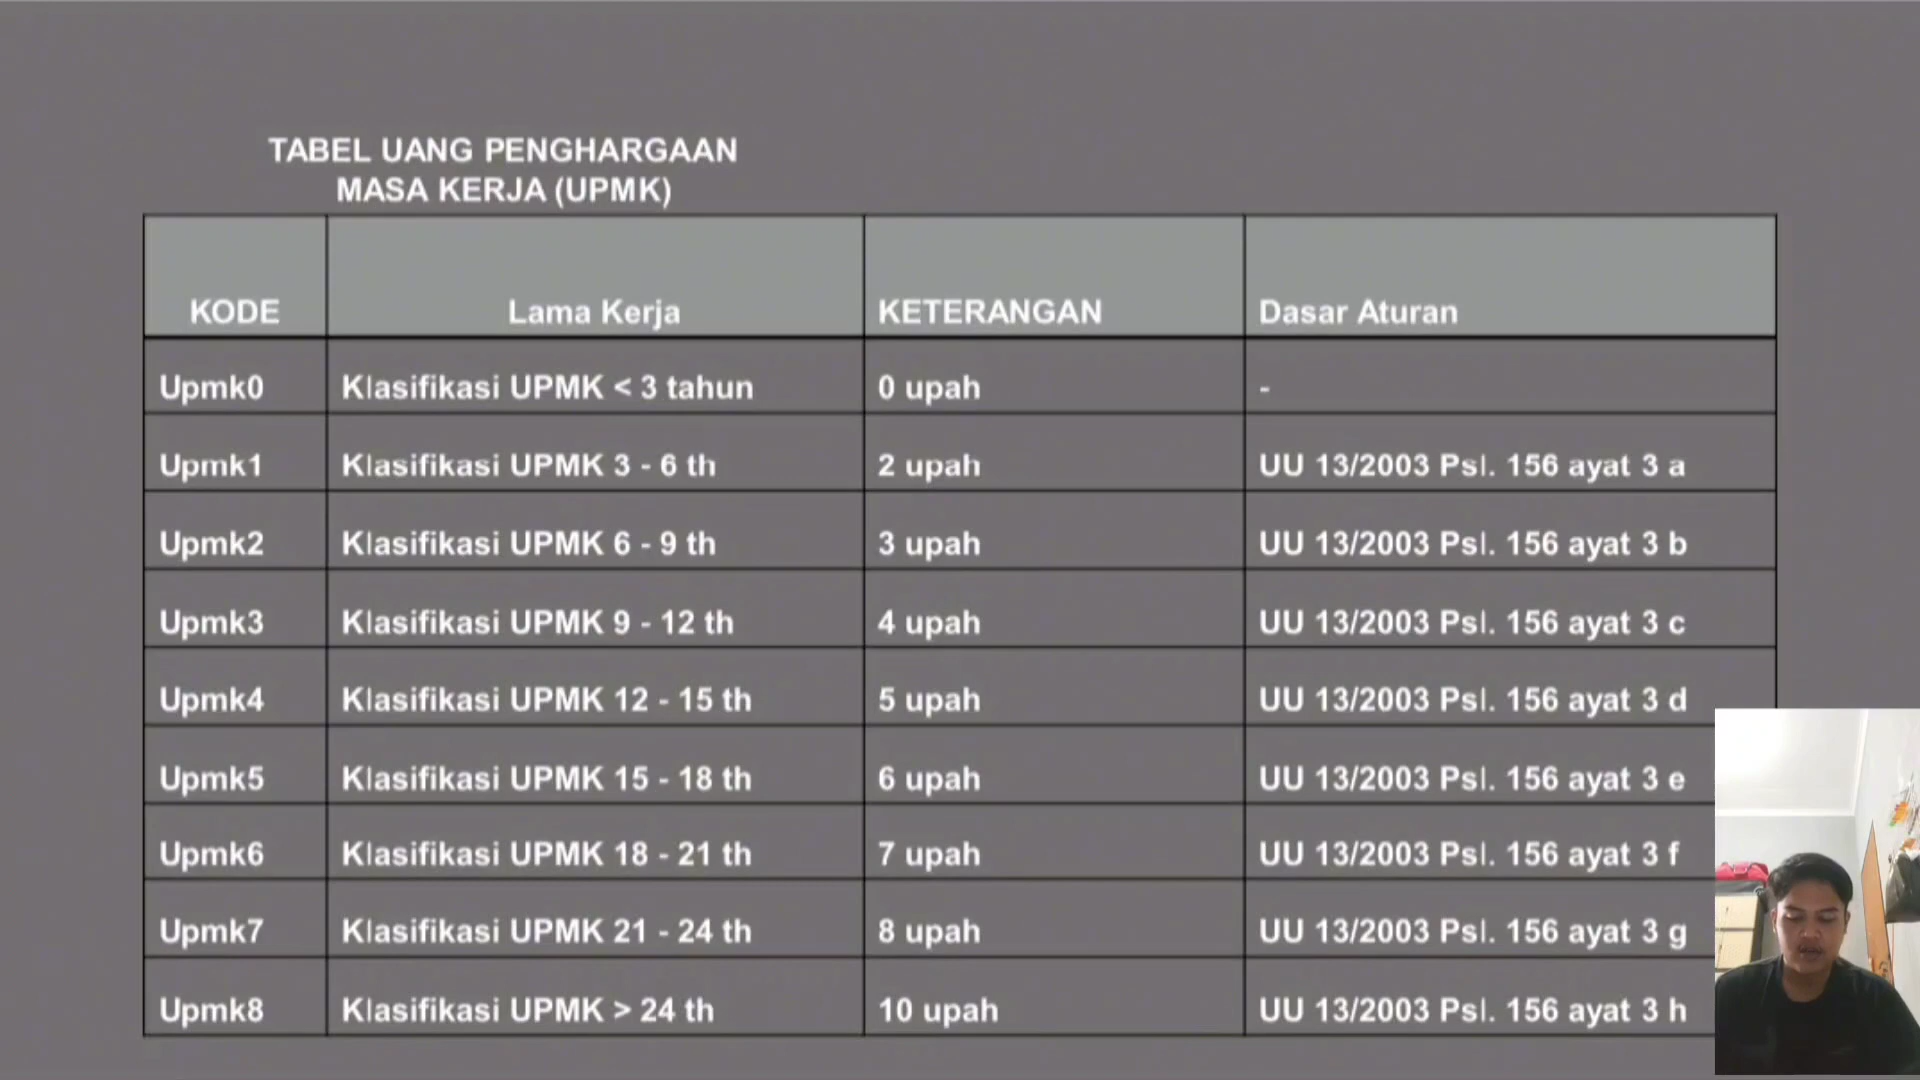 TABEL UANG PENGHARGAAN
MASA KERJA (UPMK)
KODE Lama Kerja KETERANGAN Dasar Aturan
Upmk0 Klasifikasi UPMK < 3 tahun 0 upah -
Upmk1 Klasifikasi UPMK 3 - 6 th 2 upah UU 13/2003 Psl. 156 ayat 3 a
Upmk2 Klasifikasi UPMK 6 - 9 th 3 upah UU 13/2003 Psl. 156 ayat 3 b
Upmk3 Klasifikasi UPMK 9 - 12 th 4 upah UU 13/2003 Psl. 156 ayat 3 c
Upmk4 Klasifikasi UPMK 12 - 15 th 5 upah UU 13/2003 Psl. 156 ayat 3 d
Upmk5 Klasifikasi UPMK 15 - 18 th 6 upah UU 13/2003 Psl. 156 ayat 3 e
Upmk6 Klasifikasi UPMK 18 - 21 th 7 upah UU 13/2003 Psl. 156 ayat 3 f
Upmk7 Klasifikasi UPMK 21 - 24 th 8 upah UU 13/2003 Psl. 156 ayat 3 g
Upmk8 Klasifikasi UPMK > 24 th 10 upah UU 13/2003 Psl. 156 ayat 3 h